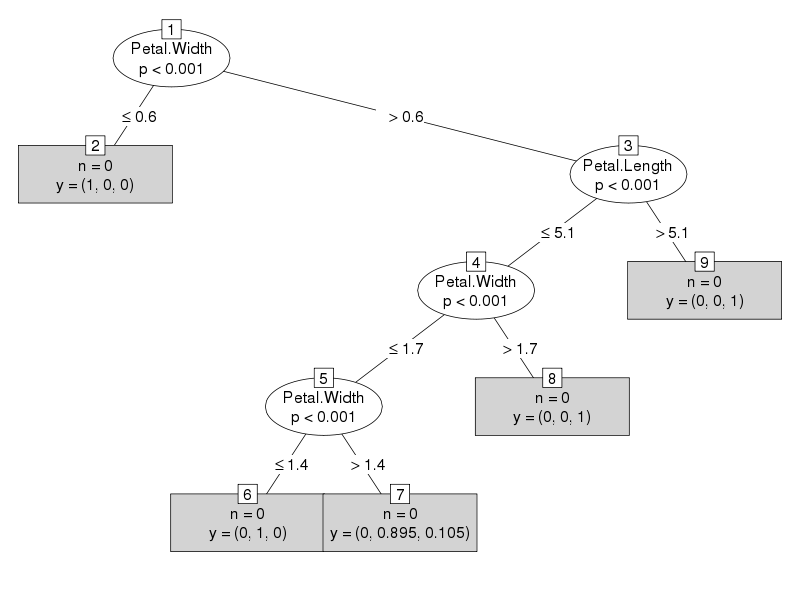 1
Petal.Width
p < 0.001
≤ 0.6
> 0.6
2
n = 0
y = (1, 0, 0)
3
Petal.Length
p < 0.001
≤ 5.1
> 5.1
4
Petal.Width
p < 0.001
9
n = 0
y = (0, 0, 1)
≤ 1.7
> 1.7
5
Petal.Width
p < 0.001
8
n = 0
y = (0, 0, 1)
≤ 1.4
> 1.4
6
n = 0
y = (0, 1, 0)
7
n = 0
y = (0, 0.895, 0.105)